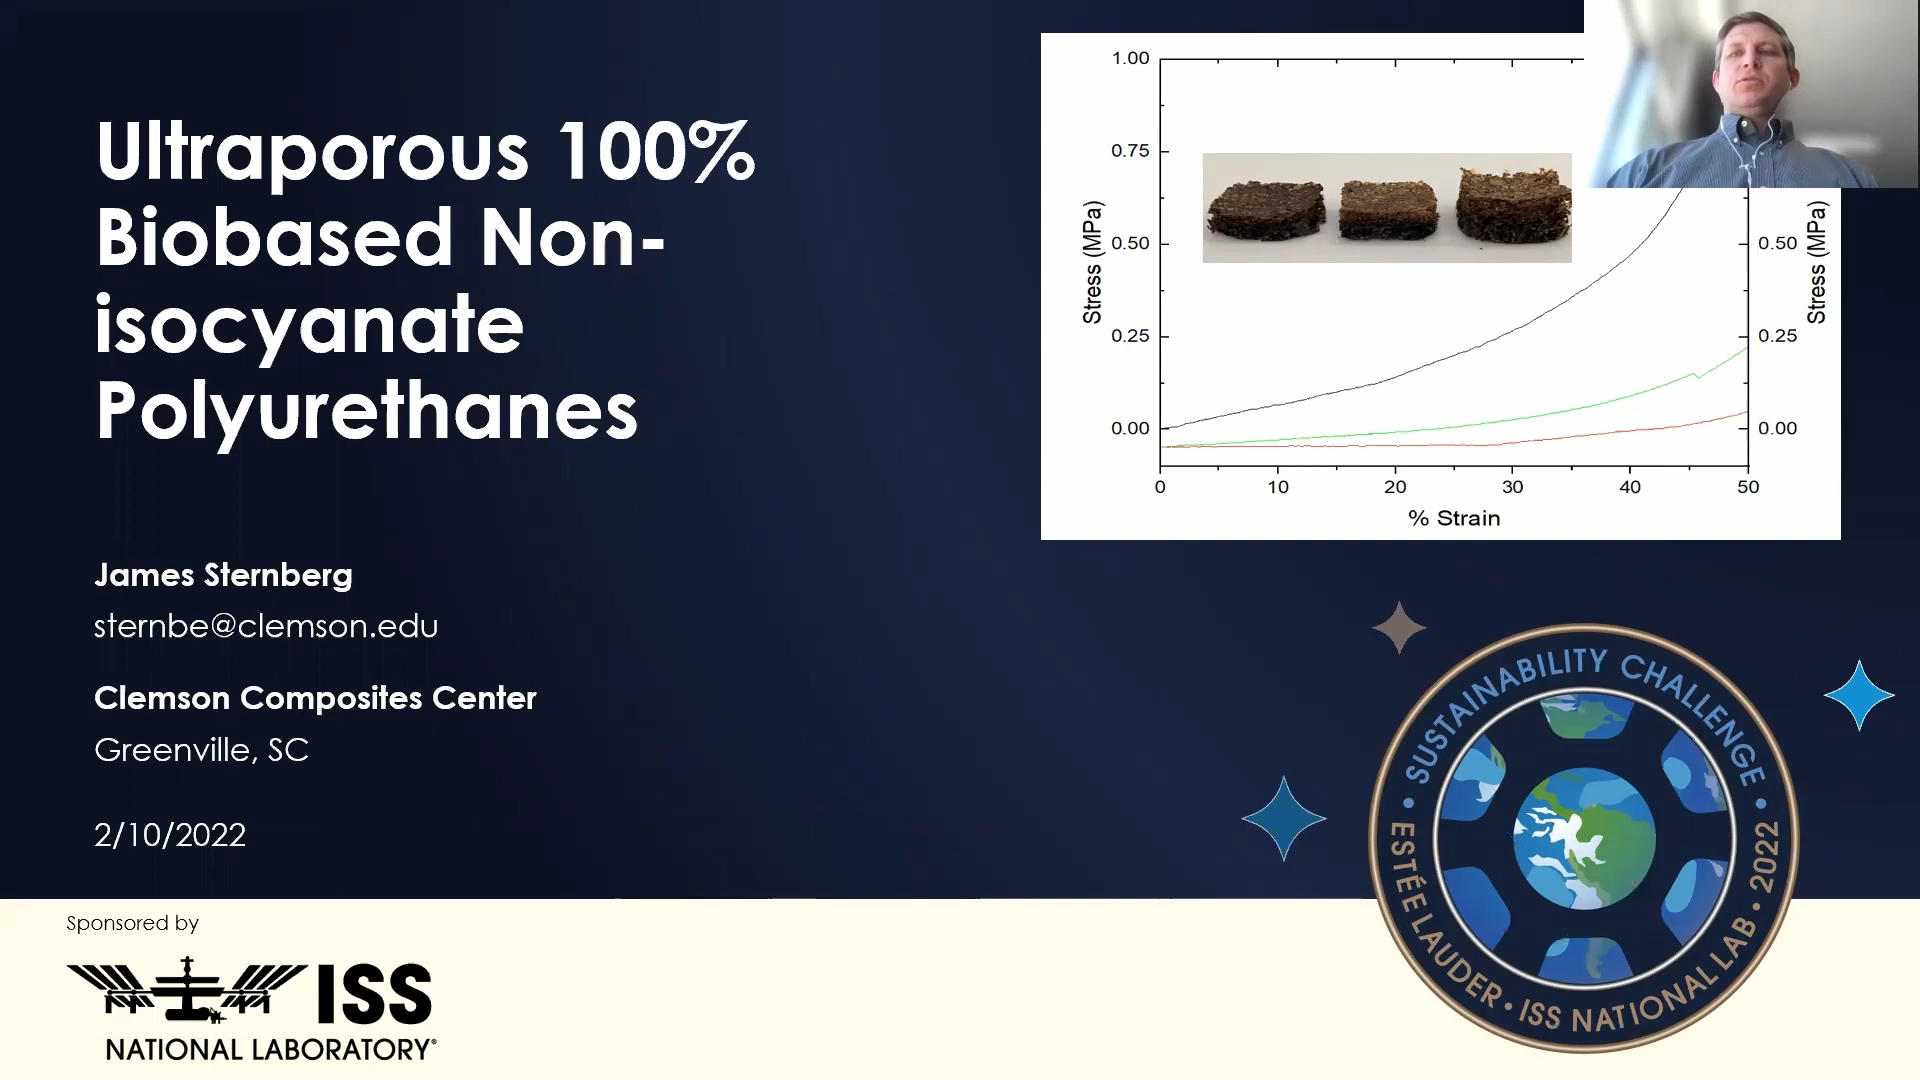 Ultraporous 100%
Biobased Non-
isocyanate
Polyurethanes
James Sternberg
sternbe@clemson.edu
Clemson Composites Center
Greenville, SC
2/10/2022
Sponsored by
ISS
NATIONAL LABORATORY®
1.00
0.75
0.50
0.25
0.00
Stress (MPa)
0 10 20 30 40 50
% Strain
0.50
0.25
0.00
Stress (MPa)
• SUSTAINABILITY CHALLENGE •
ESTÉE LAUDER • ISS NATIONAL LAB • 2022